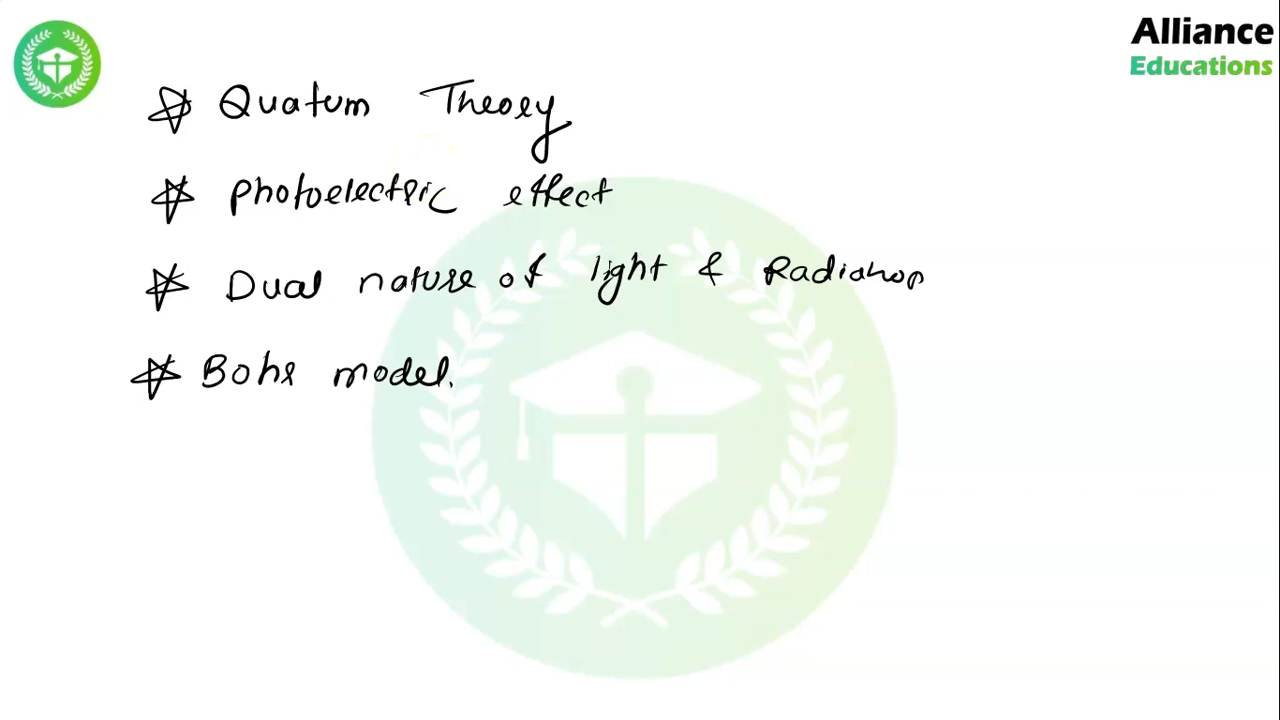 Alliance
Educations
Quatum Theory
Photoelectric effect
Dual nature of light & Radiation
Bohr model.